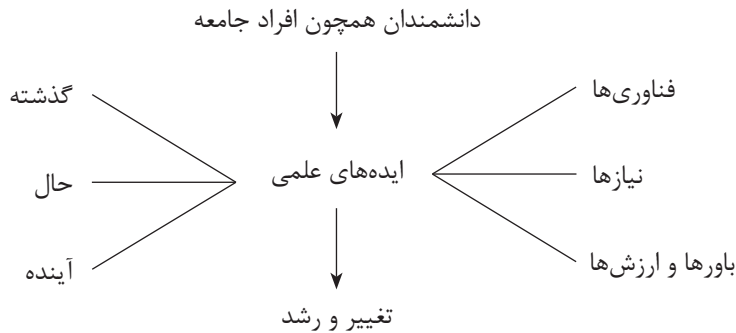 دانشمندان همچون افراد جامعه
فناوری‌ها
گذشته
ایده‌های علمی
نیازها
حال
باورها و ارزش‌ها
آینده
تغییر و رشد